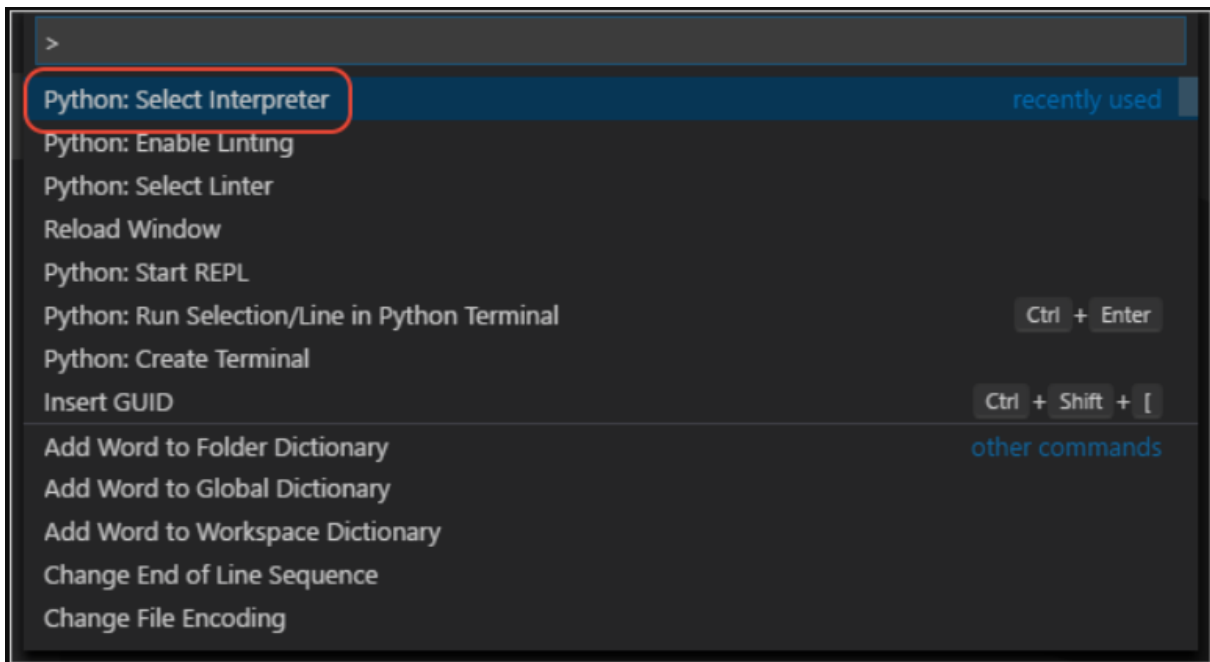 >
Python: Select Interpreter recently used
Python: Enable Linting
Python: Select Linter
Reload Window
Python: Start REPL
Python: Run Selection/Line in Python Terminal Ctrl + Enter
Python: Create Terminal
Insert GUID Ctrl + Shift + [
Add Word to Folder Dictionary other commands
Add Word to Global Dictionary
Add Word to Workspace Dictionary
Change End of Line Sequence
Change File Encoding